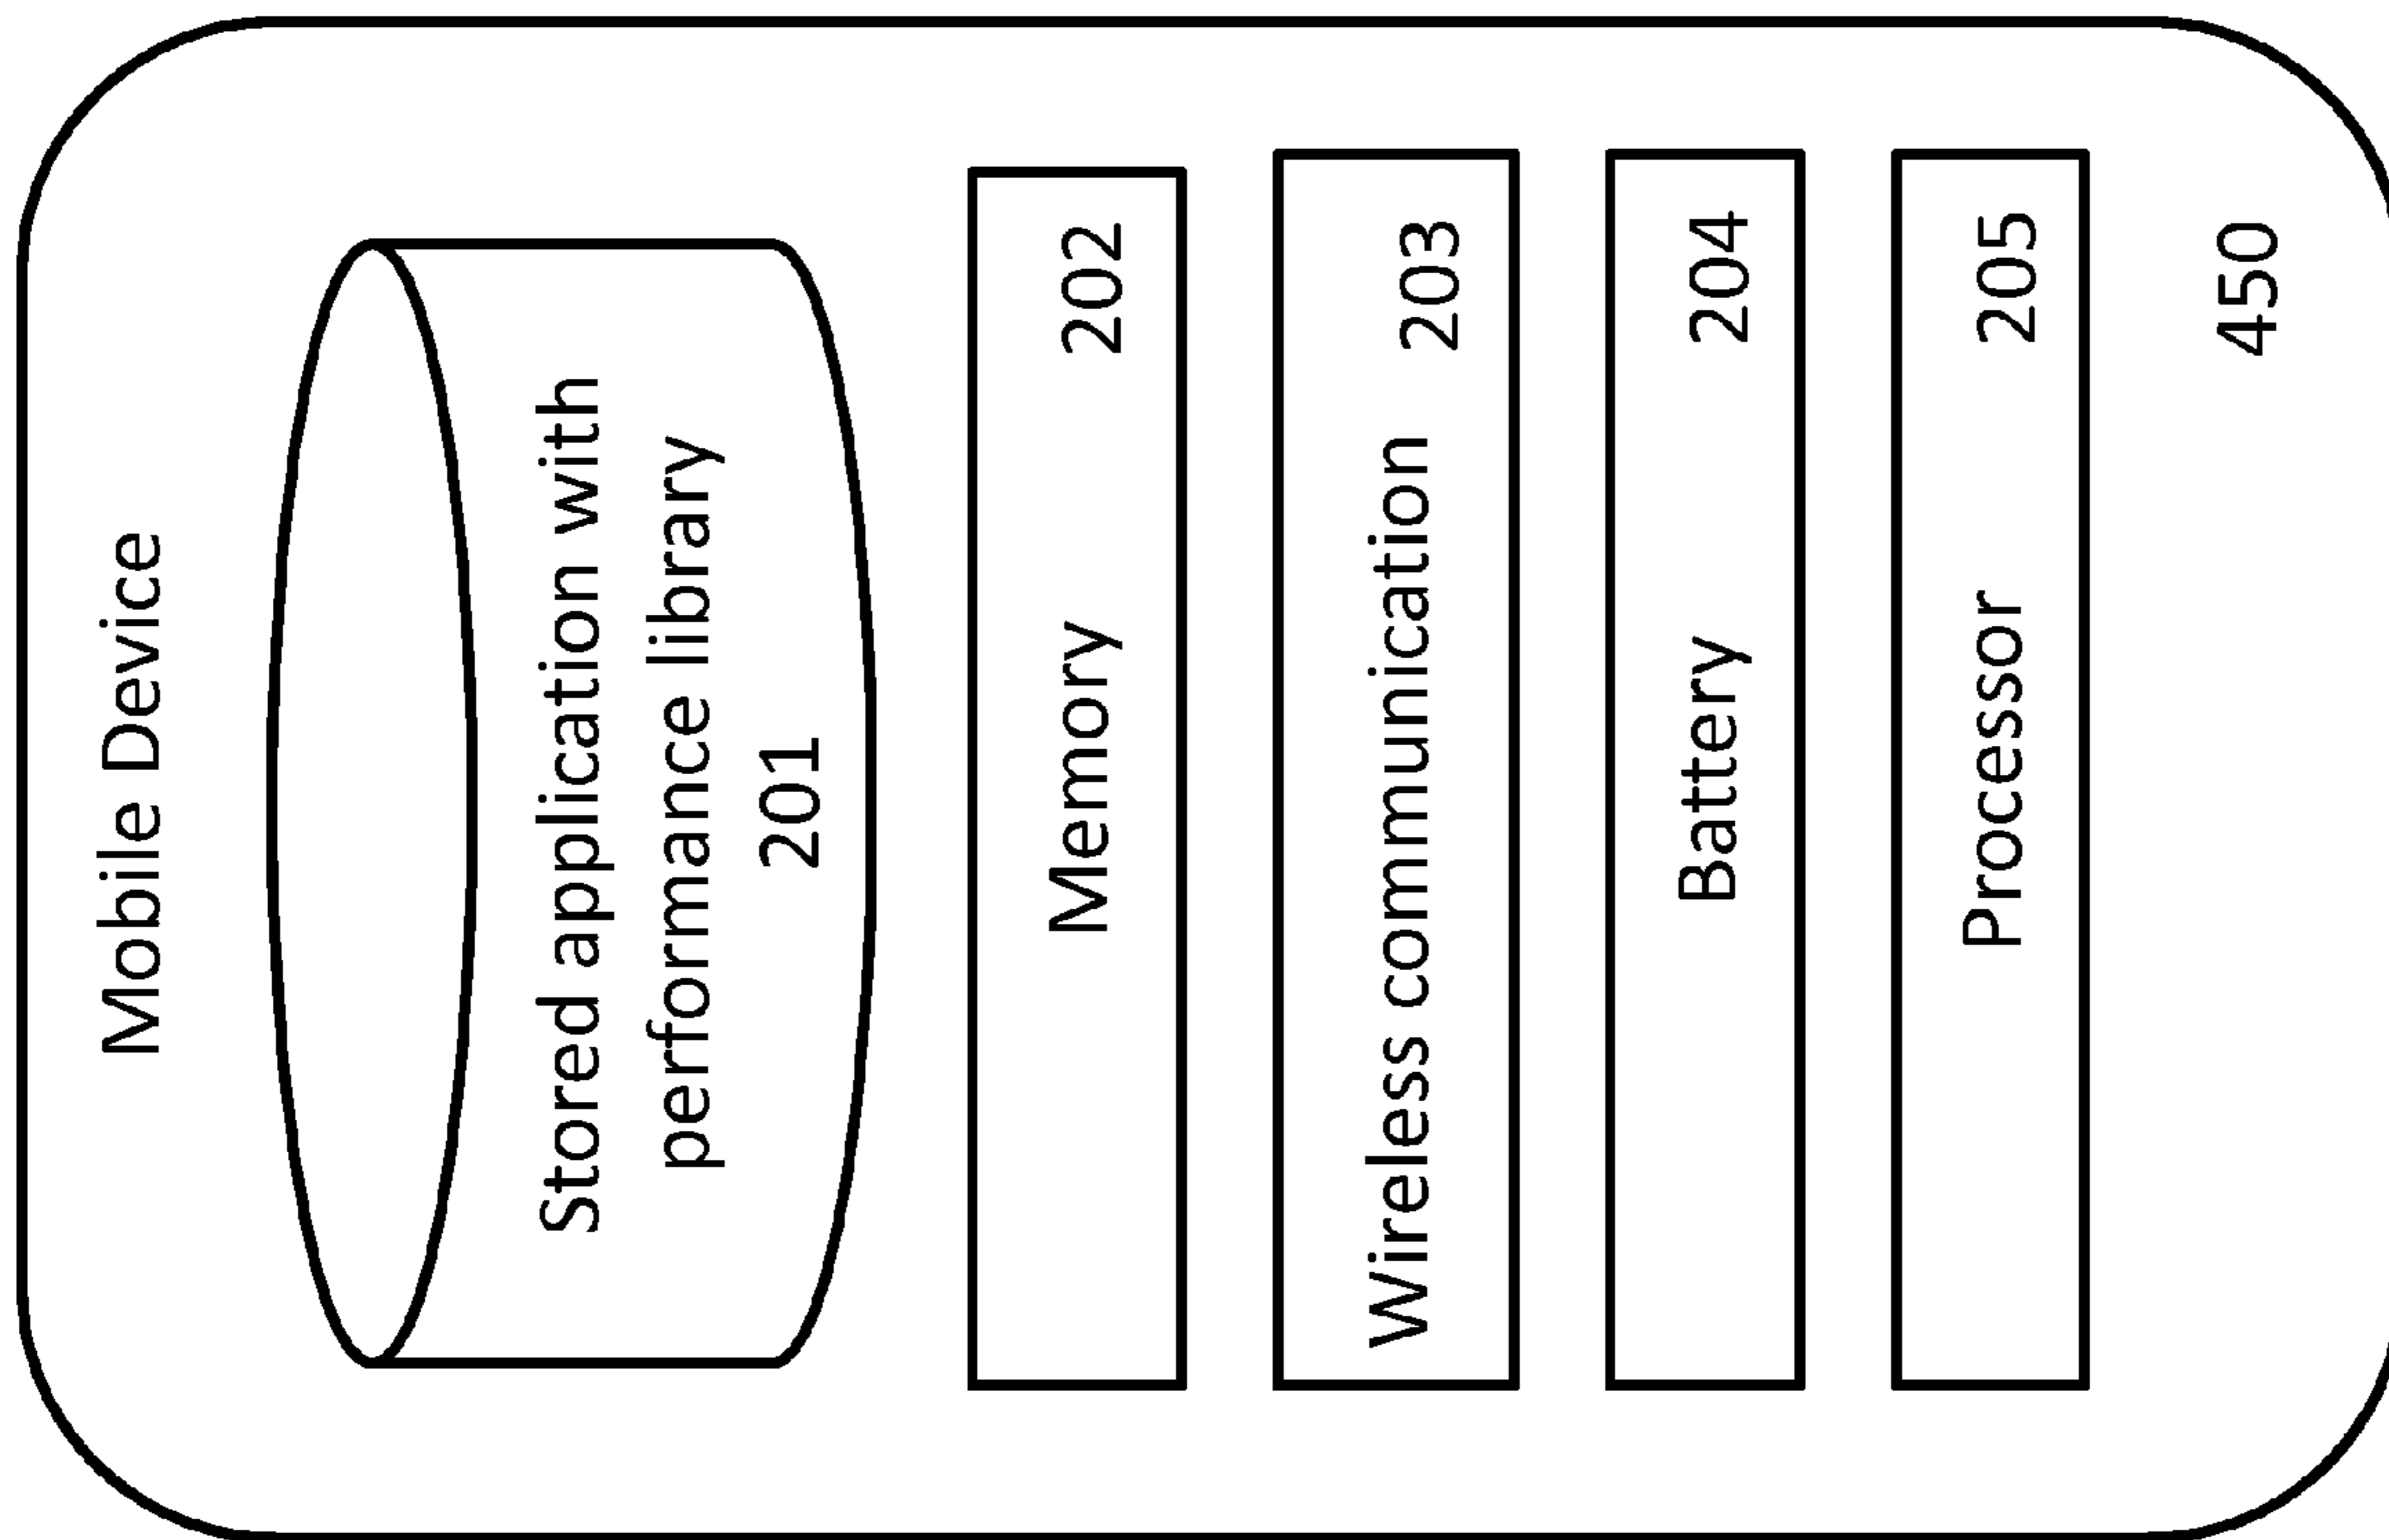 Mobile Device
Stored application with
performance library
201
Memory 202
Wireless communication 203
Battery 204
Processor 205
450